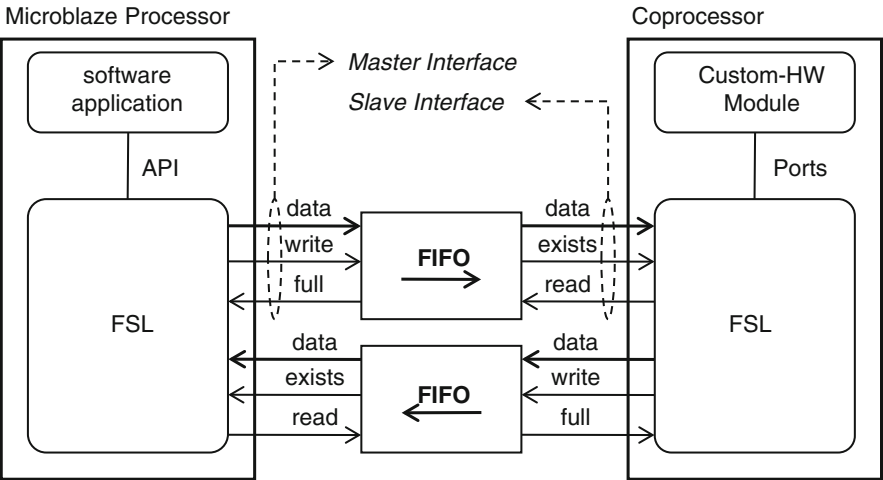 Microblaze Processor
Coprocessor
software
application
Master Interface
Slave Interface
Custom-HW
Module
API
Ports
data
data
write
FIFO
exists
full
read
FSL
FSL
data
data
exists
FIFO
write
read
full